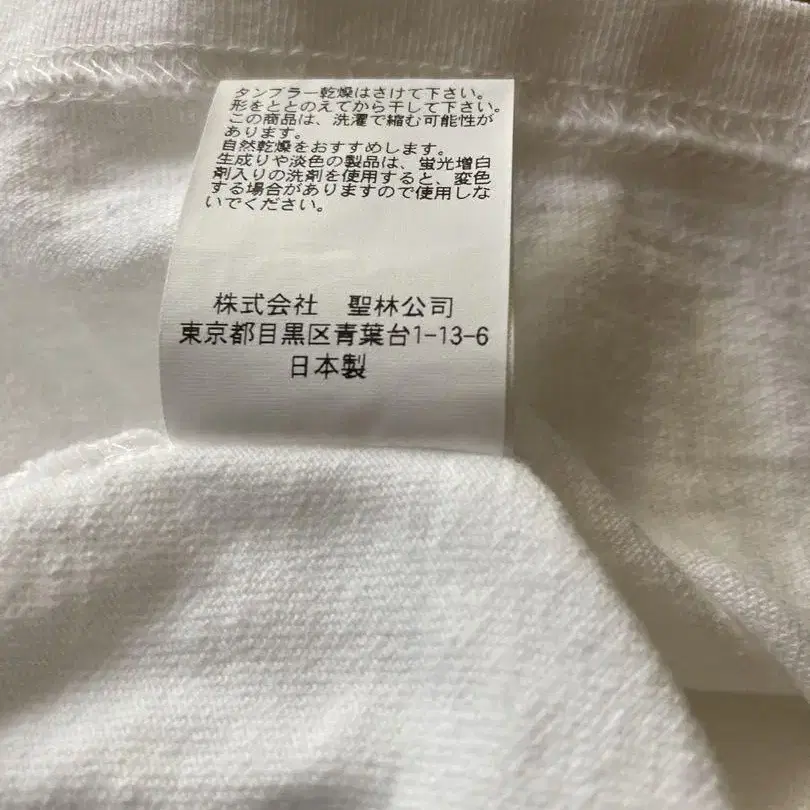 タンブラー乾燥はさけて下さい。
形をととのえてから干して下さい。
この商品は、洗濯で縮む可能性が
あります。
自然乾燥をおすすめします。
生成りや淡色の製品は、蛍光増白
剤入りの洗剤を使用すると、変色
する場合がありますので使用しな
いでください。
株式会社　聖林公司
東京都目黒区青葉台1-13-6
日本製